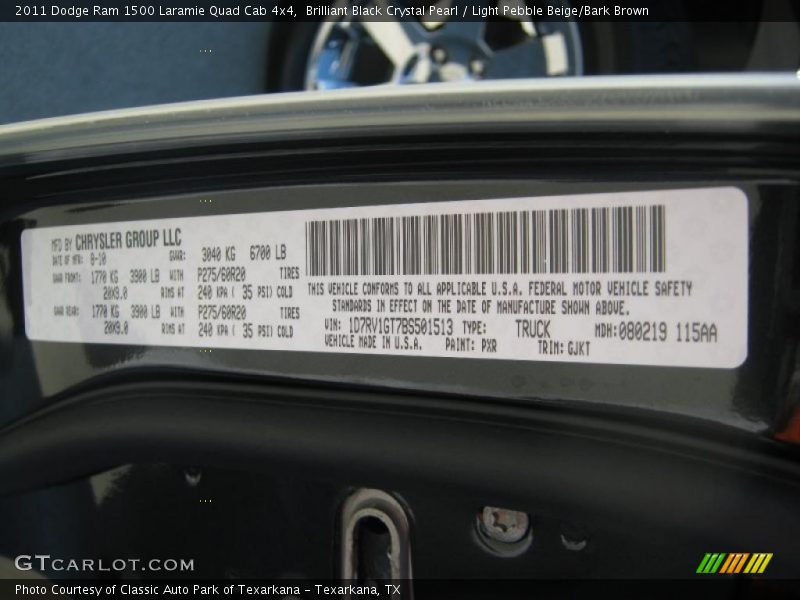 2011 Dodge Ram 1500 Laramie Quad Cab 4x4, Brilliant Black Crystal Pearl / Light Pebble Beige/Bark Brown
MFD BY CHRYSLER GROUP LLC
DATE OF MFR: 8-10 GVWR: 3040 KG 6700 LB
GAWR FRONT: 1770 KG 3900 LB WITH P275/60R20 TIRES
20X9.0 RIMS AT 240 KPA ( 35 PSI) COLD
GAWR REAR: 1770 KG 3900 LB WITH P275/60R20 TIRES
20X9.0 RIMS AT 240 KPA ( 35 PSI) COLD
THIS VEHICLE CONFORMS TO ALL APPLICABLE U.S.A. FEDERAL MOTOR VEHICLE SAFETY
STANDARDS IN EFFECT ON THE DATE OF MANUFACTURE SHOWN ABOVE.
VIN: 1D7RV1GT7BS501513 TYPE: TRUCK MDH:080219 115AA
VEHICLE MADE IN U.S.A. PAINT: PXR TRIM: GJKT
GTCARLOT.COM
Photo Courtesy of Classic Auto Park of Texarkana - Texarkana, TX